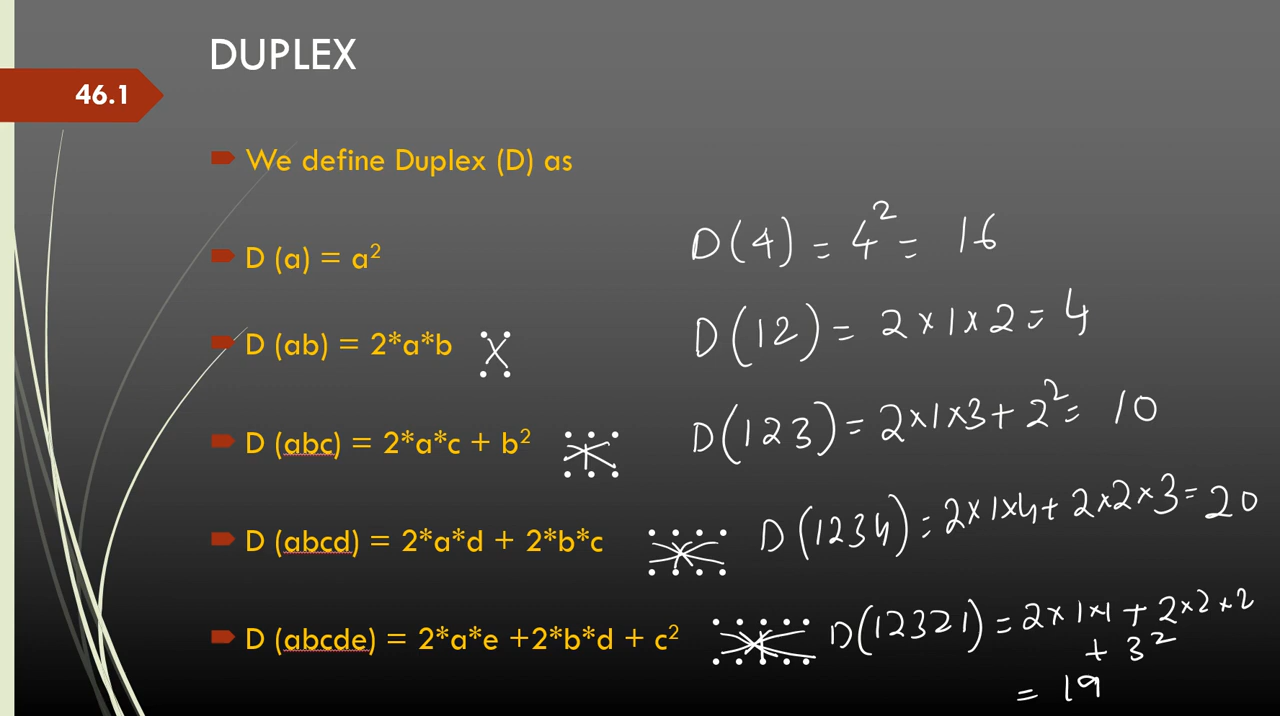 DUPLEX
46.1
We define Duplex (D) as
D (a) = a²
D(4) = 4² = 16
D (ab) = 2*a*b
D(12) = 2×1×2 = 4
D (abc) = 2*a*c + b²
D(123) = 2×1×3 + 2² = 10
D (abcd) = 2*a*d + 2*b*c
D(1234) = 2×1×4 + 2×2×3 = 20
D (abcde) = 2*a*e +2*b*d + c²
D(12321) = 2×1×1 + 2×2×2
+ 3²
= 19